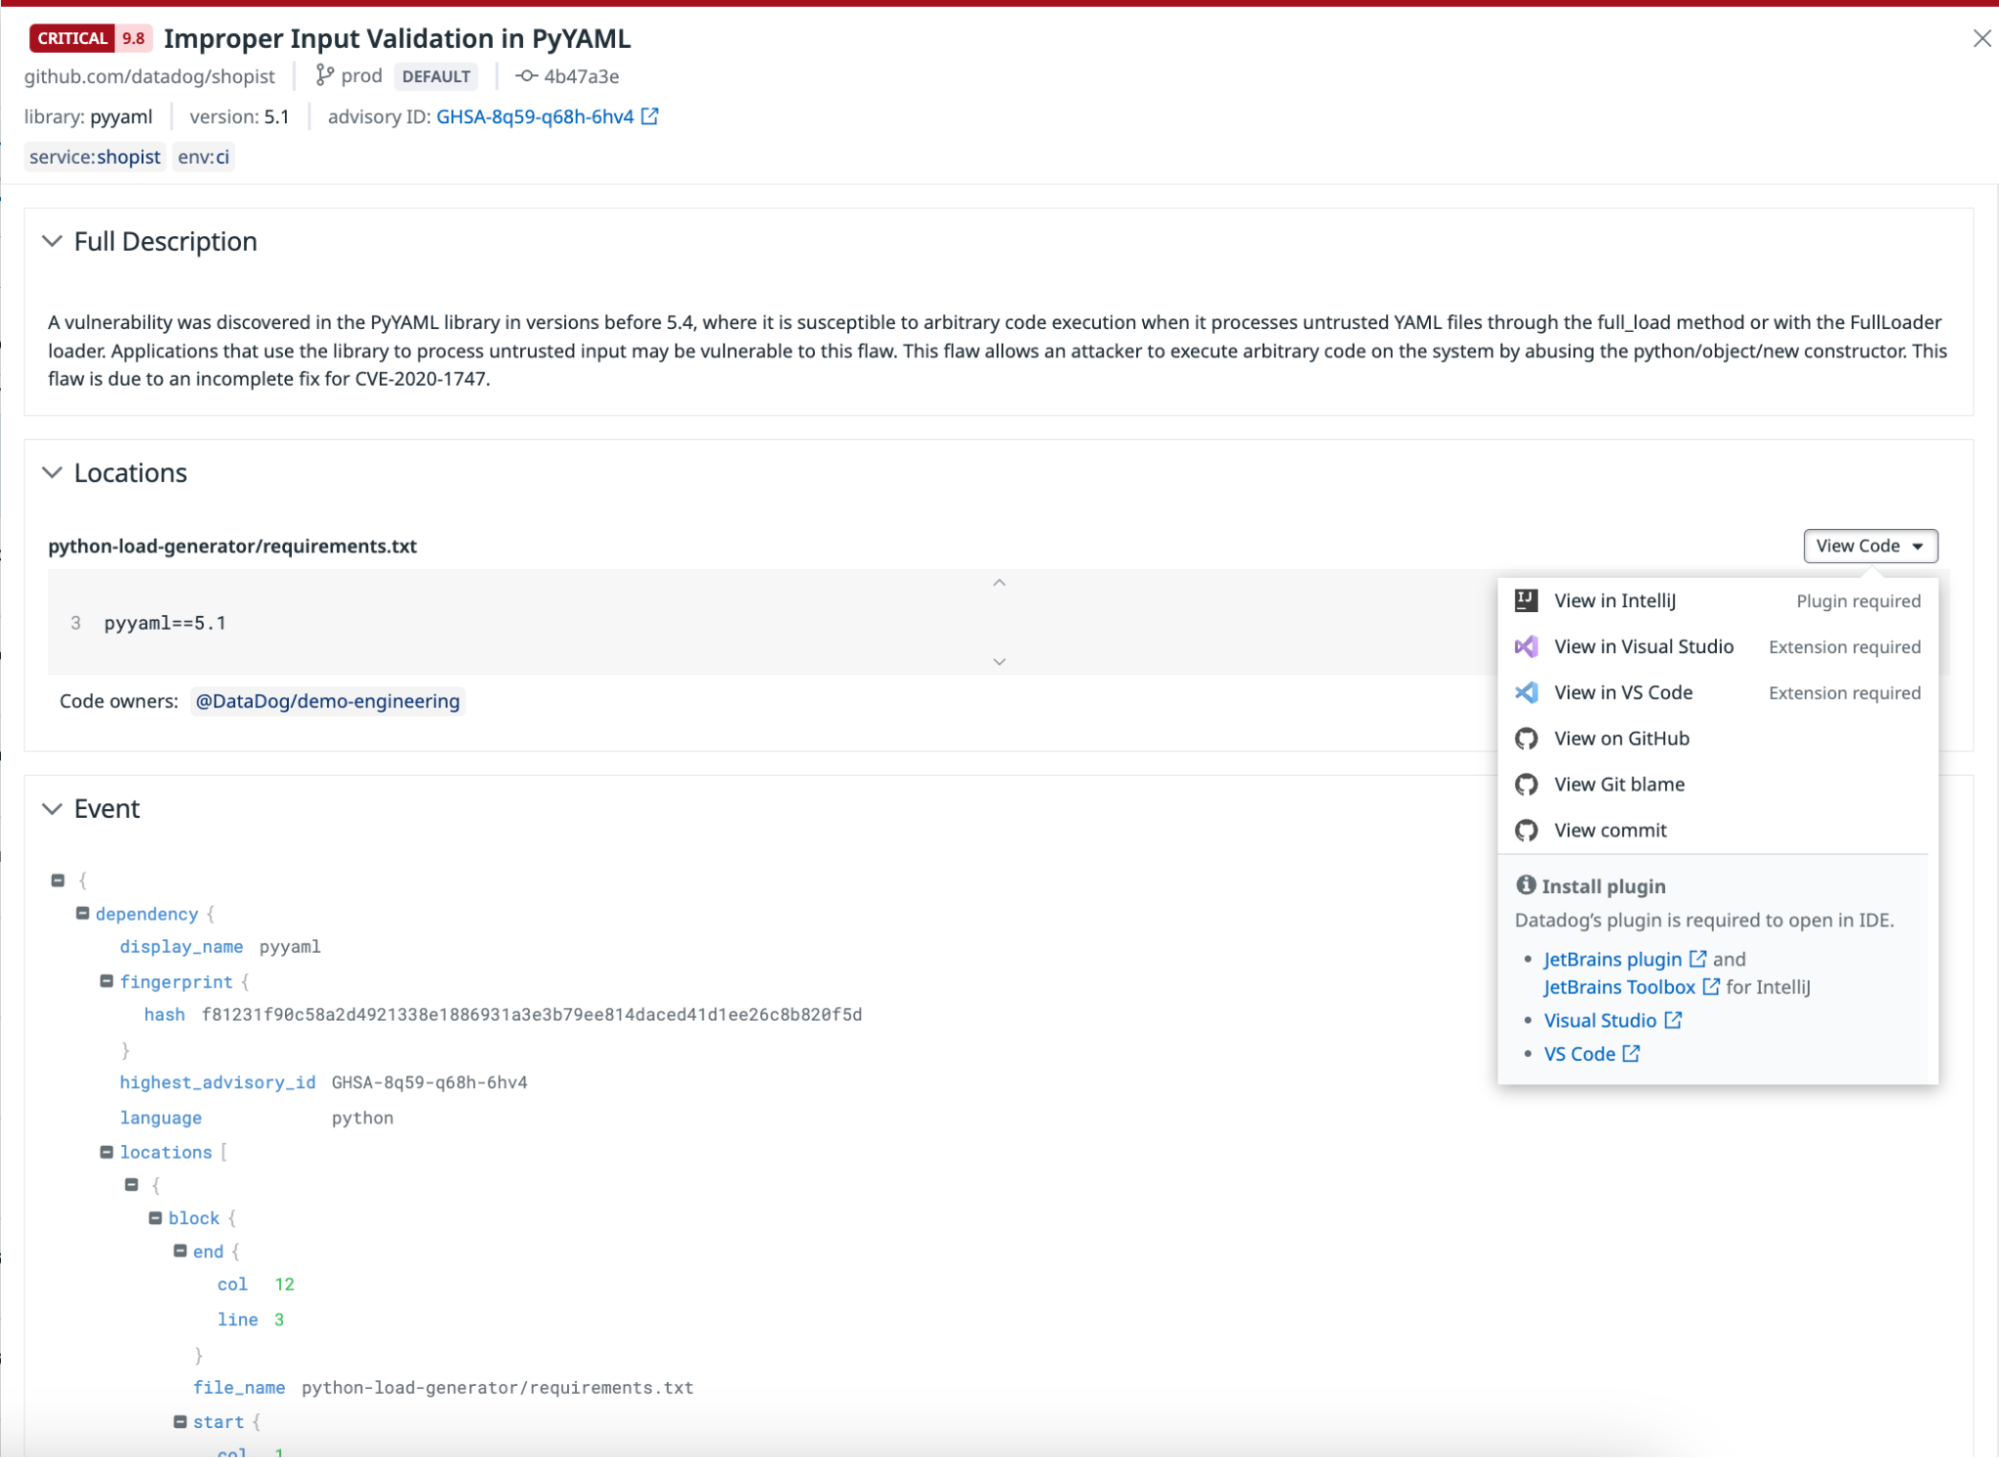 CRITICAL 9.8 Improper Input Validation in PyYAML
github.com/datadog/shopist prod DEFAULT 4b47a3e
library: pyyaml version: 5.1 advisory ID: GHSA-8q59-q68h-6hv4
service:shopist env:ci
Full Description
A vulnerability was discovered in the PyYAML library in versions before 5.4, where it is susceptible to arbitrary code execution when it processes untrusted YAML files through the full_load method or with the FullLoader
loader. Applications that use the library to process untrusted input may be vulnerable to this flaw. This flaw allows an attacker to execute arbitrary code on the system by abusing the python/object/new constructor. This
flaw is due to an incomplete fix for CVE-2020-1747.
Locations
python-load-generator/requirements.txt
View Code
3 pyyaml==5.1
Code owners: @DataDog/demo-engineering
View in IntelliJ Plugin required
View in Visual Studio Extension required
View in VS Code Extension required
View on GitHub
View Git blame
View commit
Install plugin
Datadog's plugin is required to open in IDE.
• JetBrains plugin and
JetBrains Toolbox for IntelliJ
• Visual Studio
• VS Code
Event
{
dependency {
display_name pyyaml
fingerprint {
hash f81231f90c58a2d4921338e1886931a3e3b79ee814daced41d1ee26c8b820f5d
}
highest_advisory_id GHSA-8q59-q68h-6hv4
language python
locations [
{
block {
end {
col 12
line 3
}
file_name python-load-generator/requirements.txt
start {
col 1